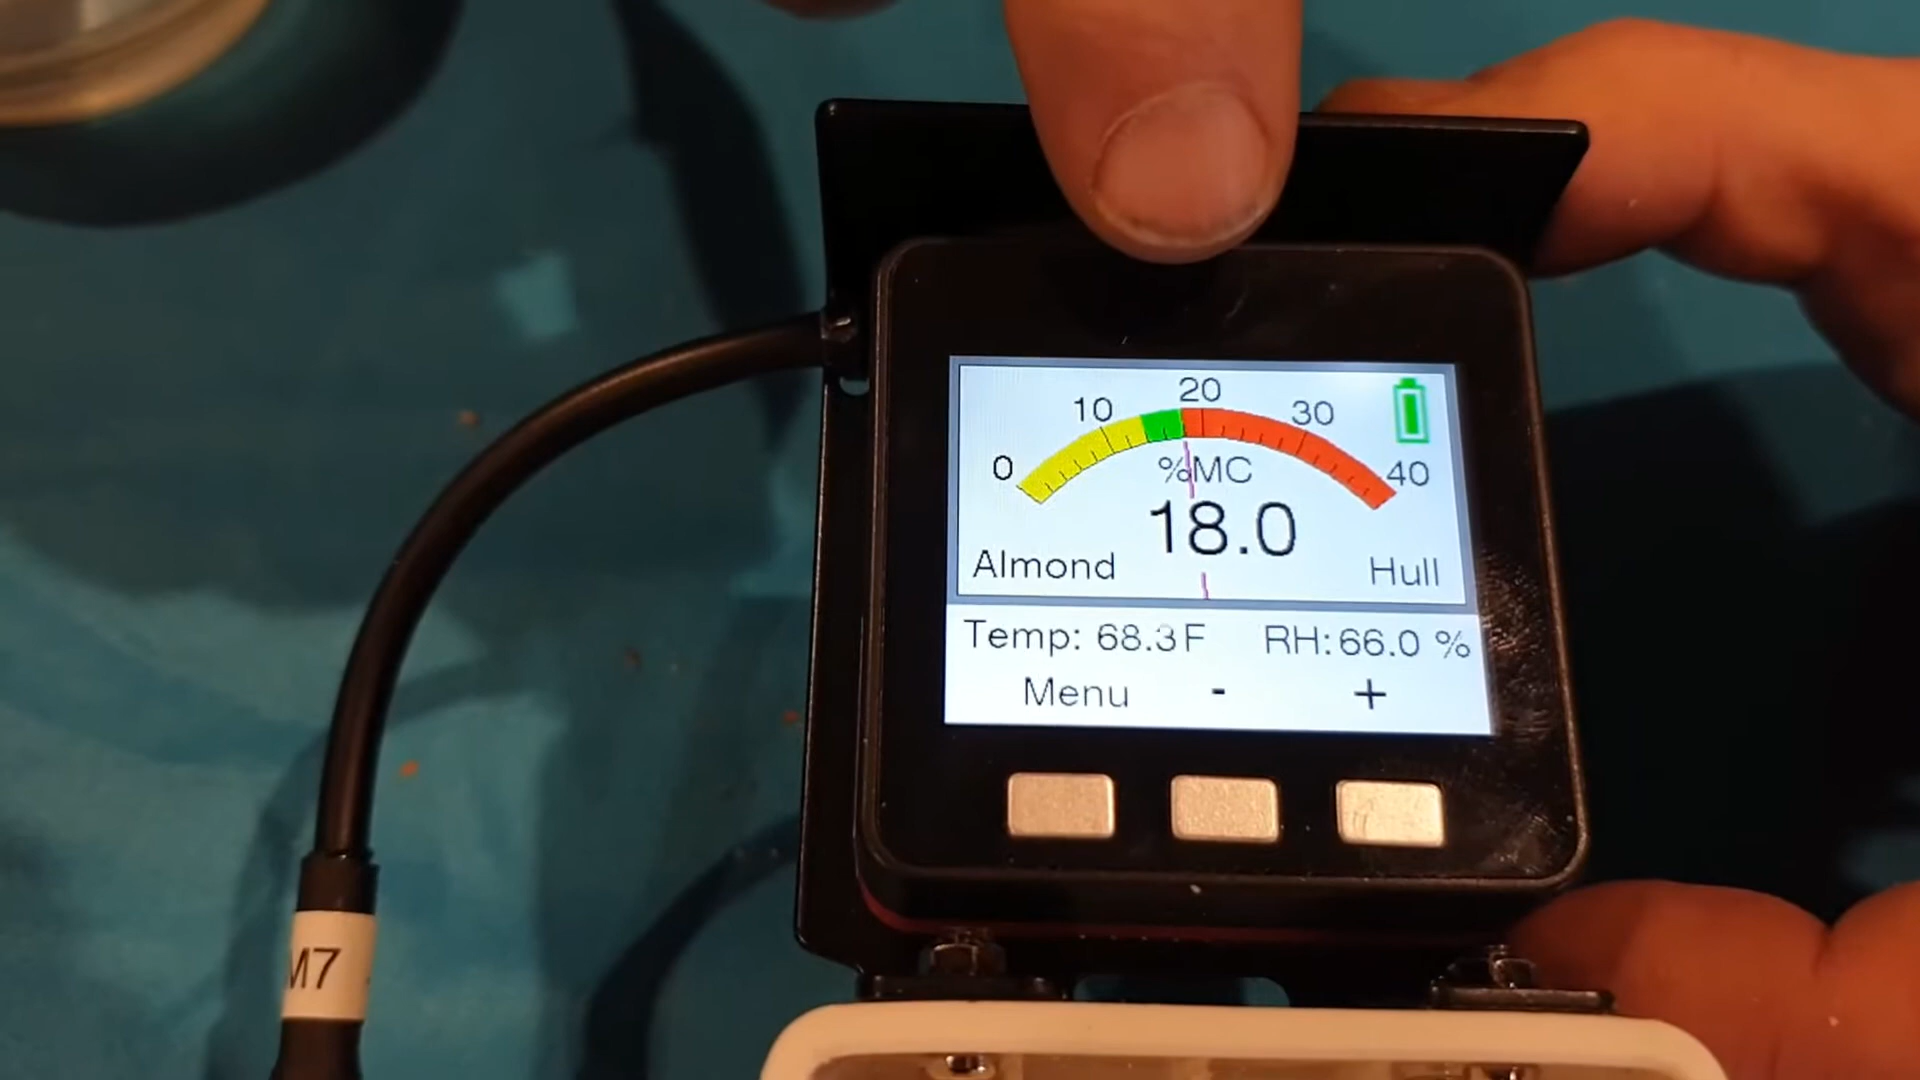 0 10 20 30 40
%MC
18.0
Almond Hull
Temp: 68.3F RH: 66.0 %
Menu - +
M7